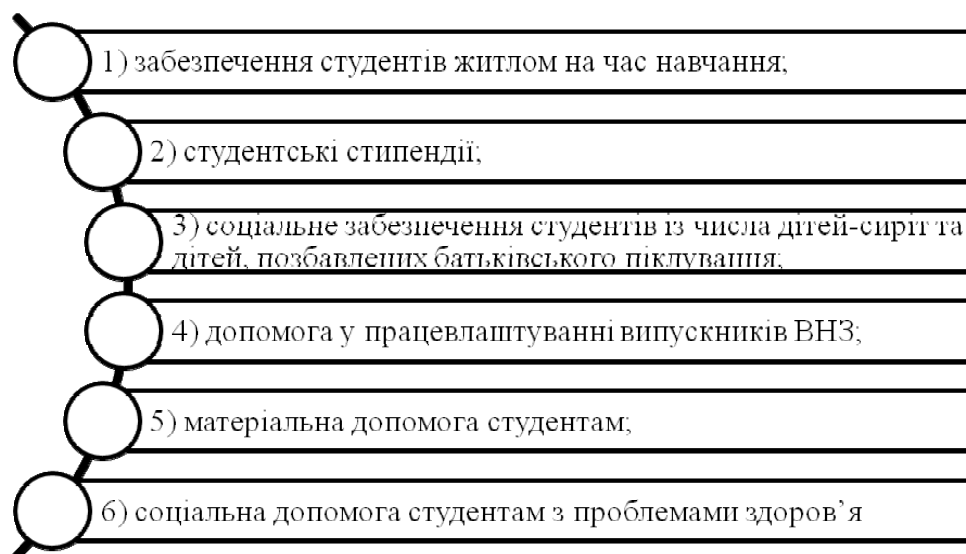 1) забезпечення студентів житлом на час навчання;
2) студентські стипендії;
3) соціальне забезпечення студентів із числа дітей-сиріт та
дітей, позбавлених батьківського піклування;
4) допомога у працевлаштуванні випускників ВНЗ;
5) матеріальна допомога студентам;
6) соціальна допомога студентам з проблемами здоров’я